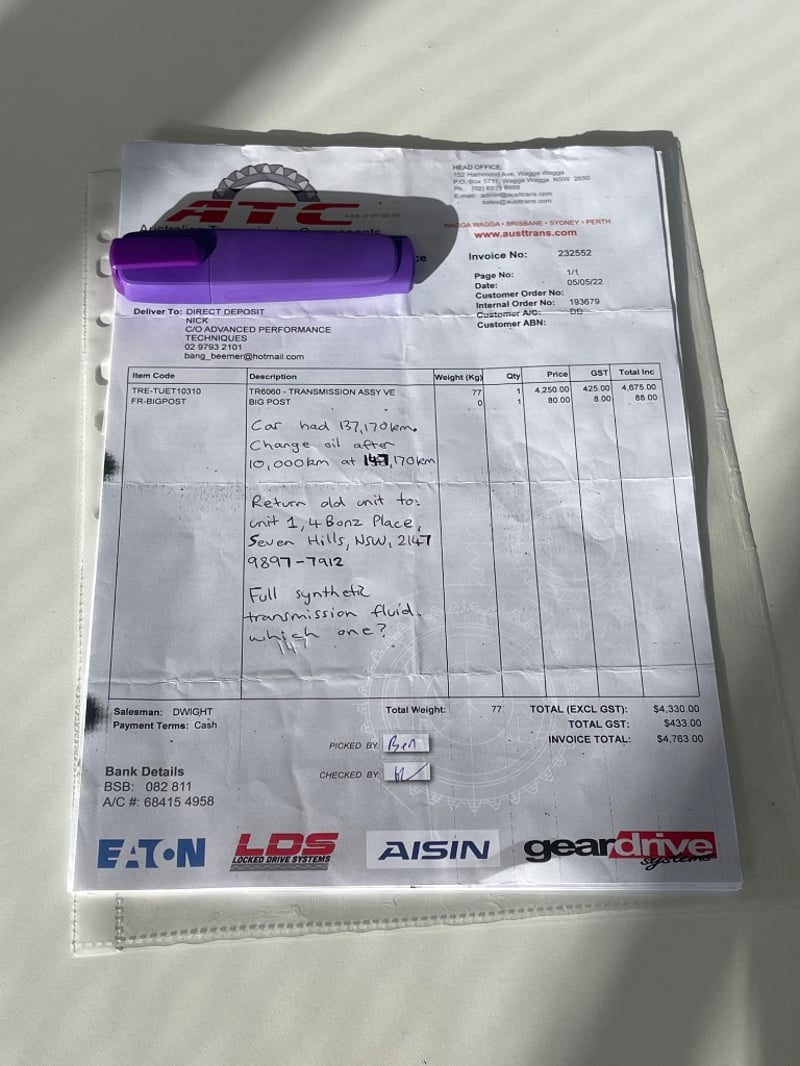 HEAD OFFICE:
152 Hammond Ave, Wagga Wagga
P.O. Box 5711, Wagga Wagga NSW 2650
Ph. (02) 6933
E-mail: admin@austtrans.com
sales@austtrans.com
ATC
WAGGA WAGGA • BRISBANE • SYDNEY • PERTH
www.austtrans.com
Invoice No: 232552
Page No: 1/1
Date: 05/05/22
Customer Order No:
Internal Order No: 193679
Customer A/C: DD
Customer ABN:
Deliver To: DIRECT DEPOSIT
NICK
C/O ADVANCED PERFORMANCE
TECHNIQUES
02 9793 2101
bang_beemer@hotmail.com
Item Code Description Weight (Kg) Qty Price GST Total Inc
TRE-TUET10310 TR6060 - TRANSMISSION ASSY VE 77 1 4,250.00 425.00 4,675.00
FR-BIGPOST BIG POST 0 1 80.00 8.00 88.00
Car had 137,170km.
Change oil after
10,000km at 147,170km
Return old unit to:
unit 1, 4 Bonz Place,
Seven Hills, NSW, 2147
9897-7912
Full synthetic
transmission fluid.
which one?
147
Salesman: DWIGHT Total Weight: 77 TOTAL (EXCL GST): $4,330.00
Payment Terms: Cash TOTAL GST: $433.00
INVOICE TOTAL: $4,763.00
PICKED BY: Ben
CHECKED BY:
Bank Details
BSB: 082 811
A/C #: 68415 4958
EATON
LDS
LOCKED DRIVE SYSTEMS
AISIN
geardrive
systems